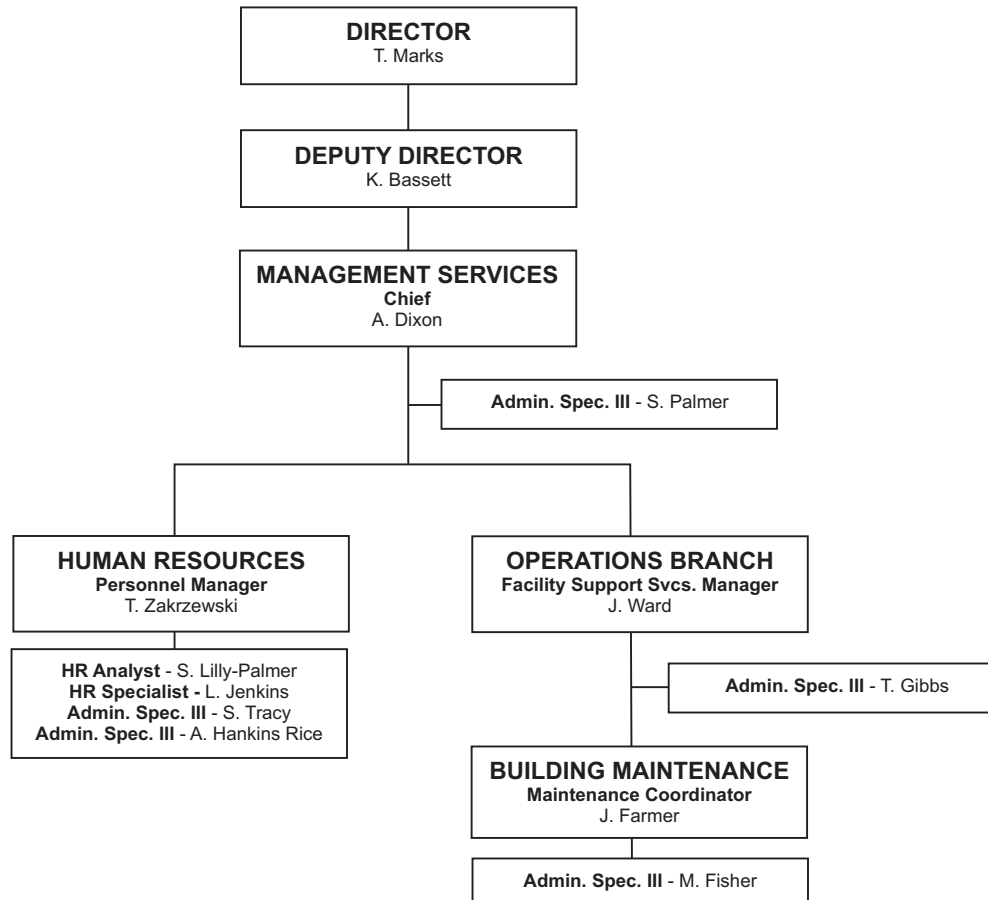 DIRECTOR
T. Marks
DEPUTY DIRECTOR
K. Bassett
MANAGEMENT SERVICES
Chief
A. Dixon
Admin. Spec. III - S. Palmer
HUMAN RESOURCES
Personnel Manager
T. Zakrzewski
HR Analyst - S. Lilly-Palmer
HR Specialist - L. Jenkins
Admin. Spec. III - S. Tracy
Admin. Spec. III - A. Hankins Rice
OPERATIONS BRANCH
Facility Support Svcs. Manager
J. Ward
Admin. Spec. III - T. Gibbs
BUILDING MAINTENANCE
Maintenance Coordinator
J. Farmer
Admin. Spec. III - M. Fisher